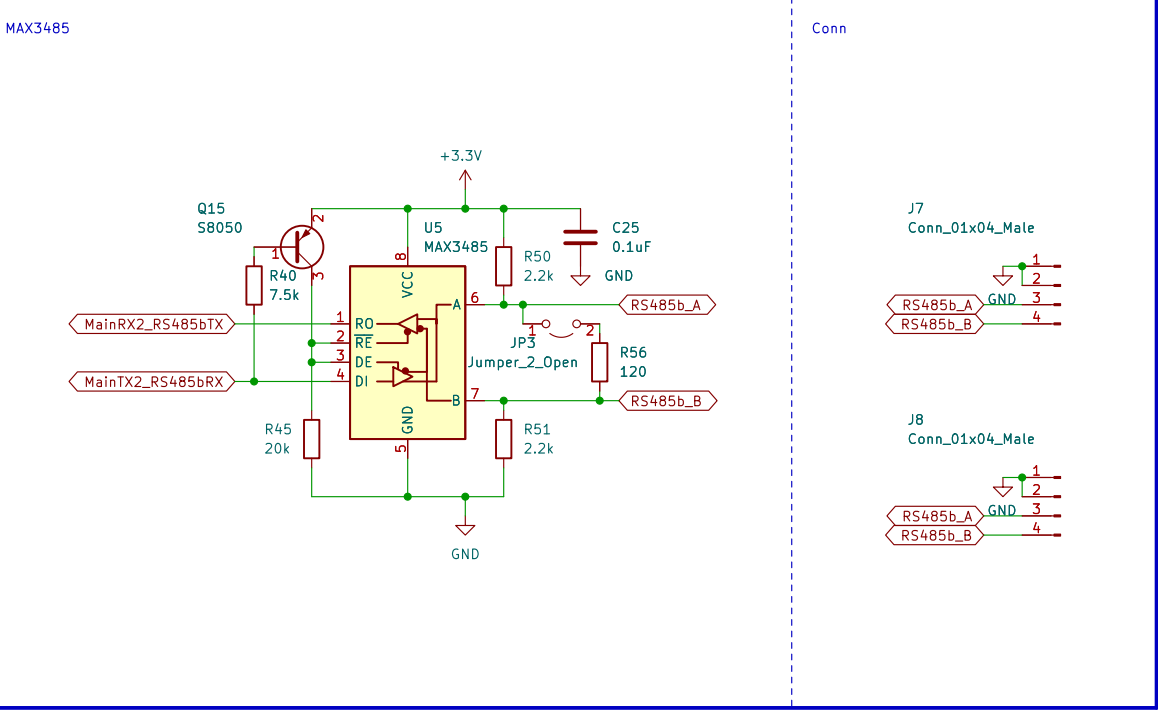 MAX3485
Conn
+3.3V
Q15
S8050
2
1
3
R40
7.5k
U5
MAX3485
8
VCC
R50
2.2k
C25
0.1uF
GND
J7
Conn_01x04_Male
1
2
GND
3
4
RS485b_A
RS485b_B
MainRX2_RS485bTX
1
RO
2
RE
3
DE
4
DI
MainTX2_RS485bRX
A
6
RS485b_A
1
2
JP3
Jumper_2_Open
R56
120
B
7
RS485b_B
GND
5
R45
20k
R51
2.2k
GND
J8
Conn_01x04_Male
1
2
GND
3
4
RS485b_A
RS485b_B